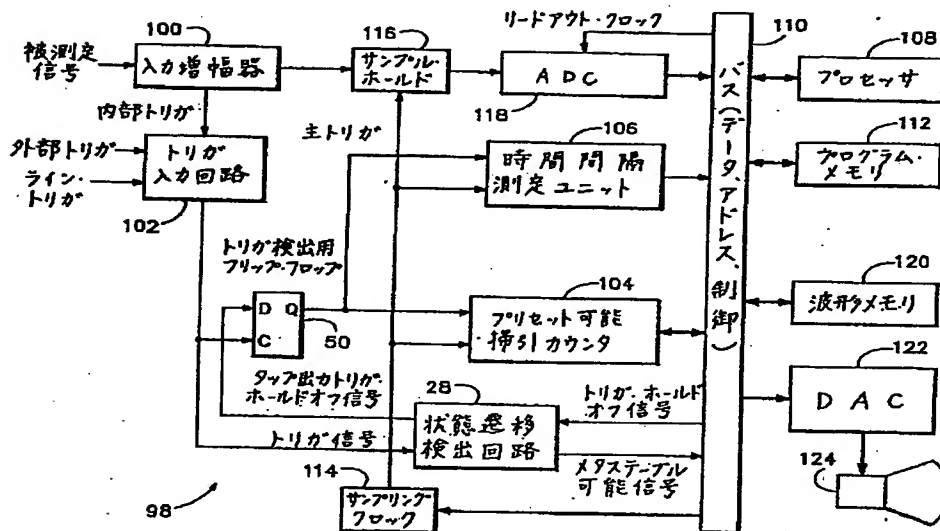 リードアウト・クロック
被測定
信号
100
入力増幅器
116
サンプル・
ホールド
ADC
118
110
バス(データ、アドレス、制御)
108
プロセッサ
内部トリガ
主トリガ
外部トリガ
ライン・
トリガ
トリガ
入力回路
102
106
時間間隔
測定ユニット
112
プログラム・
メモリ
トリガ検出用
フリップ・フロップ
D Q
C
50
104
プリセット可能
掃引カウンタ
120
波形メモリ
タップ出力トリガ・
ホールドオフ信号
28
状態遷移
検出回路
トリガ・ホールド
オフ信号
122
DAC
トリガ信号
メタステーブル
可能信号
114
サンプリング・
クロック
124
98